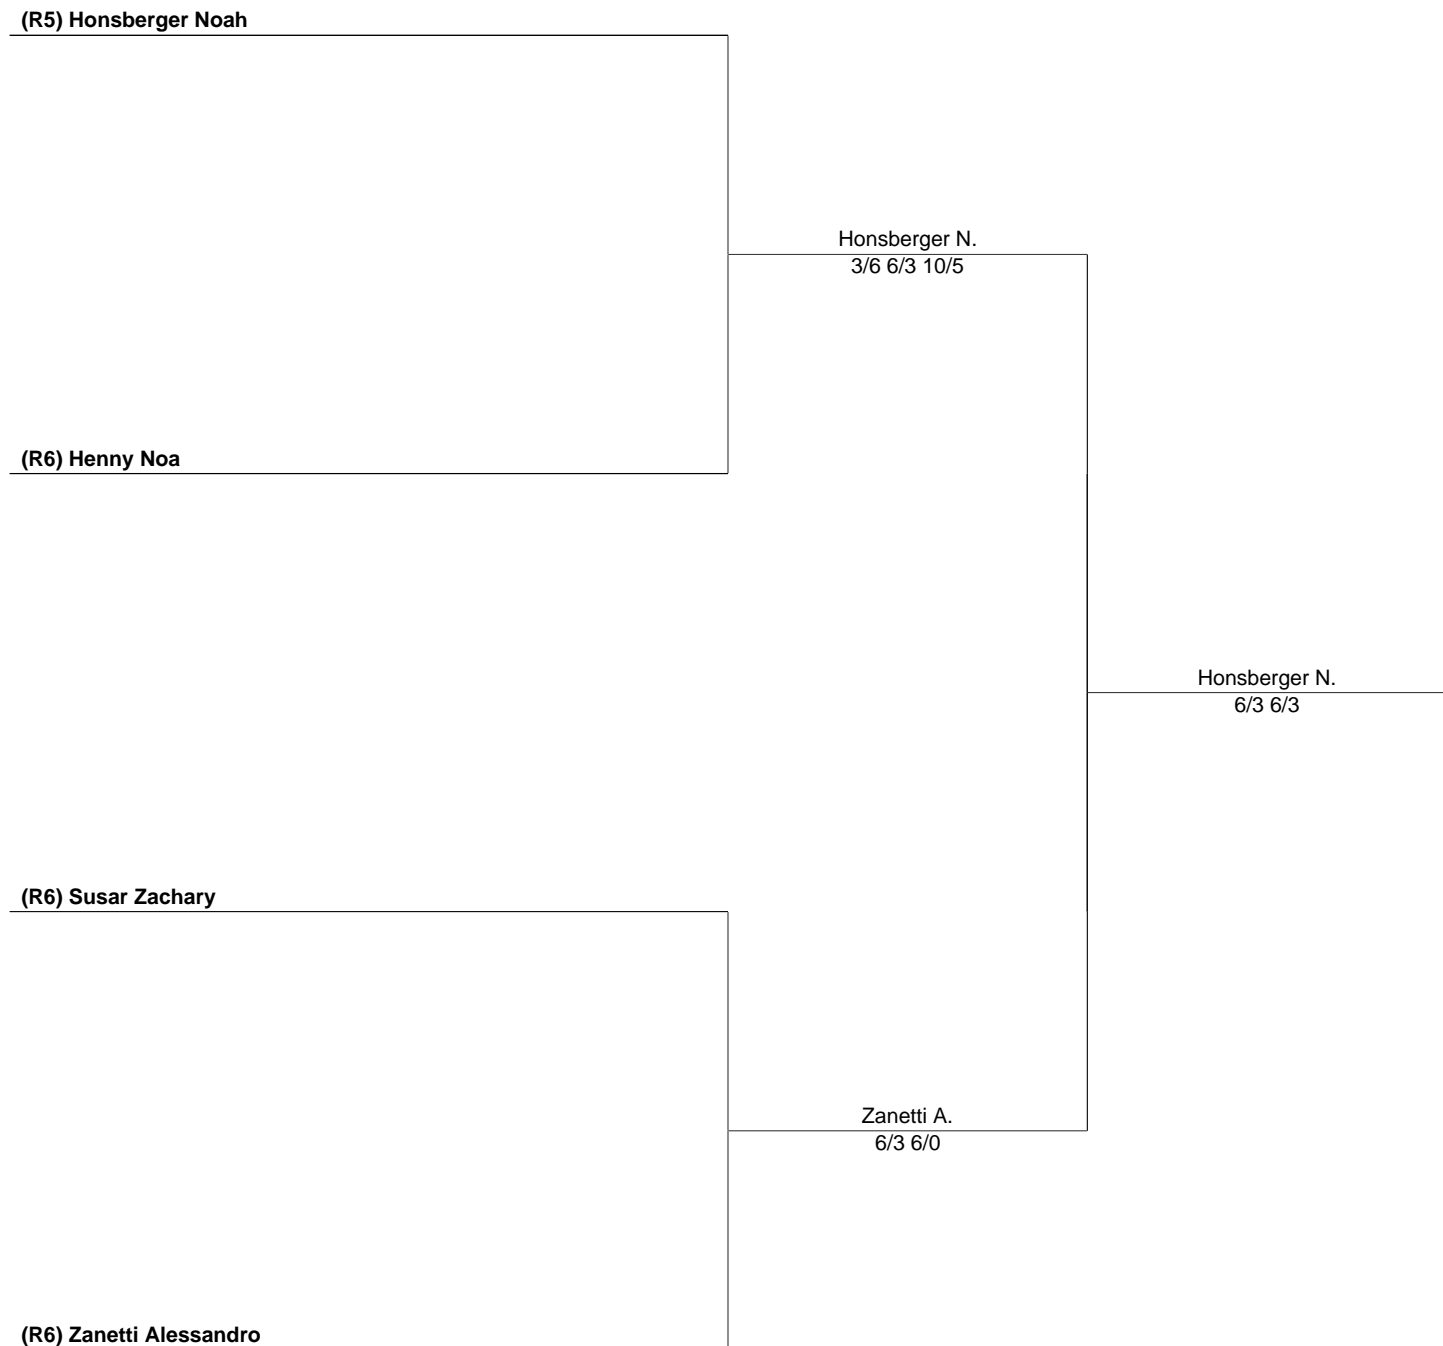 (R5) Honsberger Noah
Honsberger N.
3/6 6/3 10/5
(R6) Henny Noa
Honsberger N.
6/3 6/3
(R6) Susar Zachary
Zanetti A.
6/3 6/0
(R6) Zanetti Alessandro